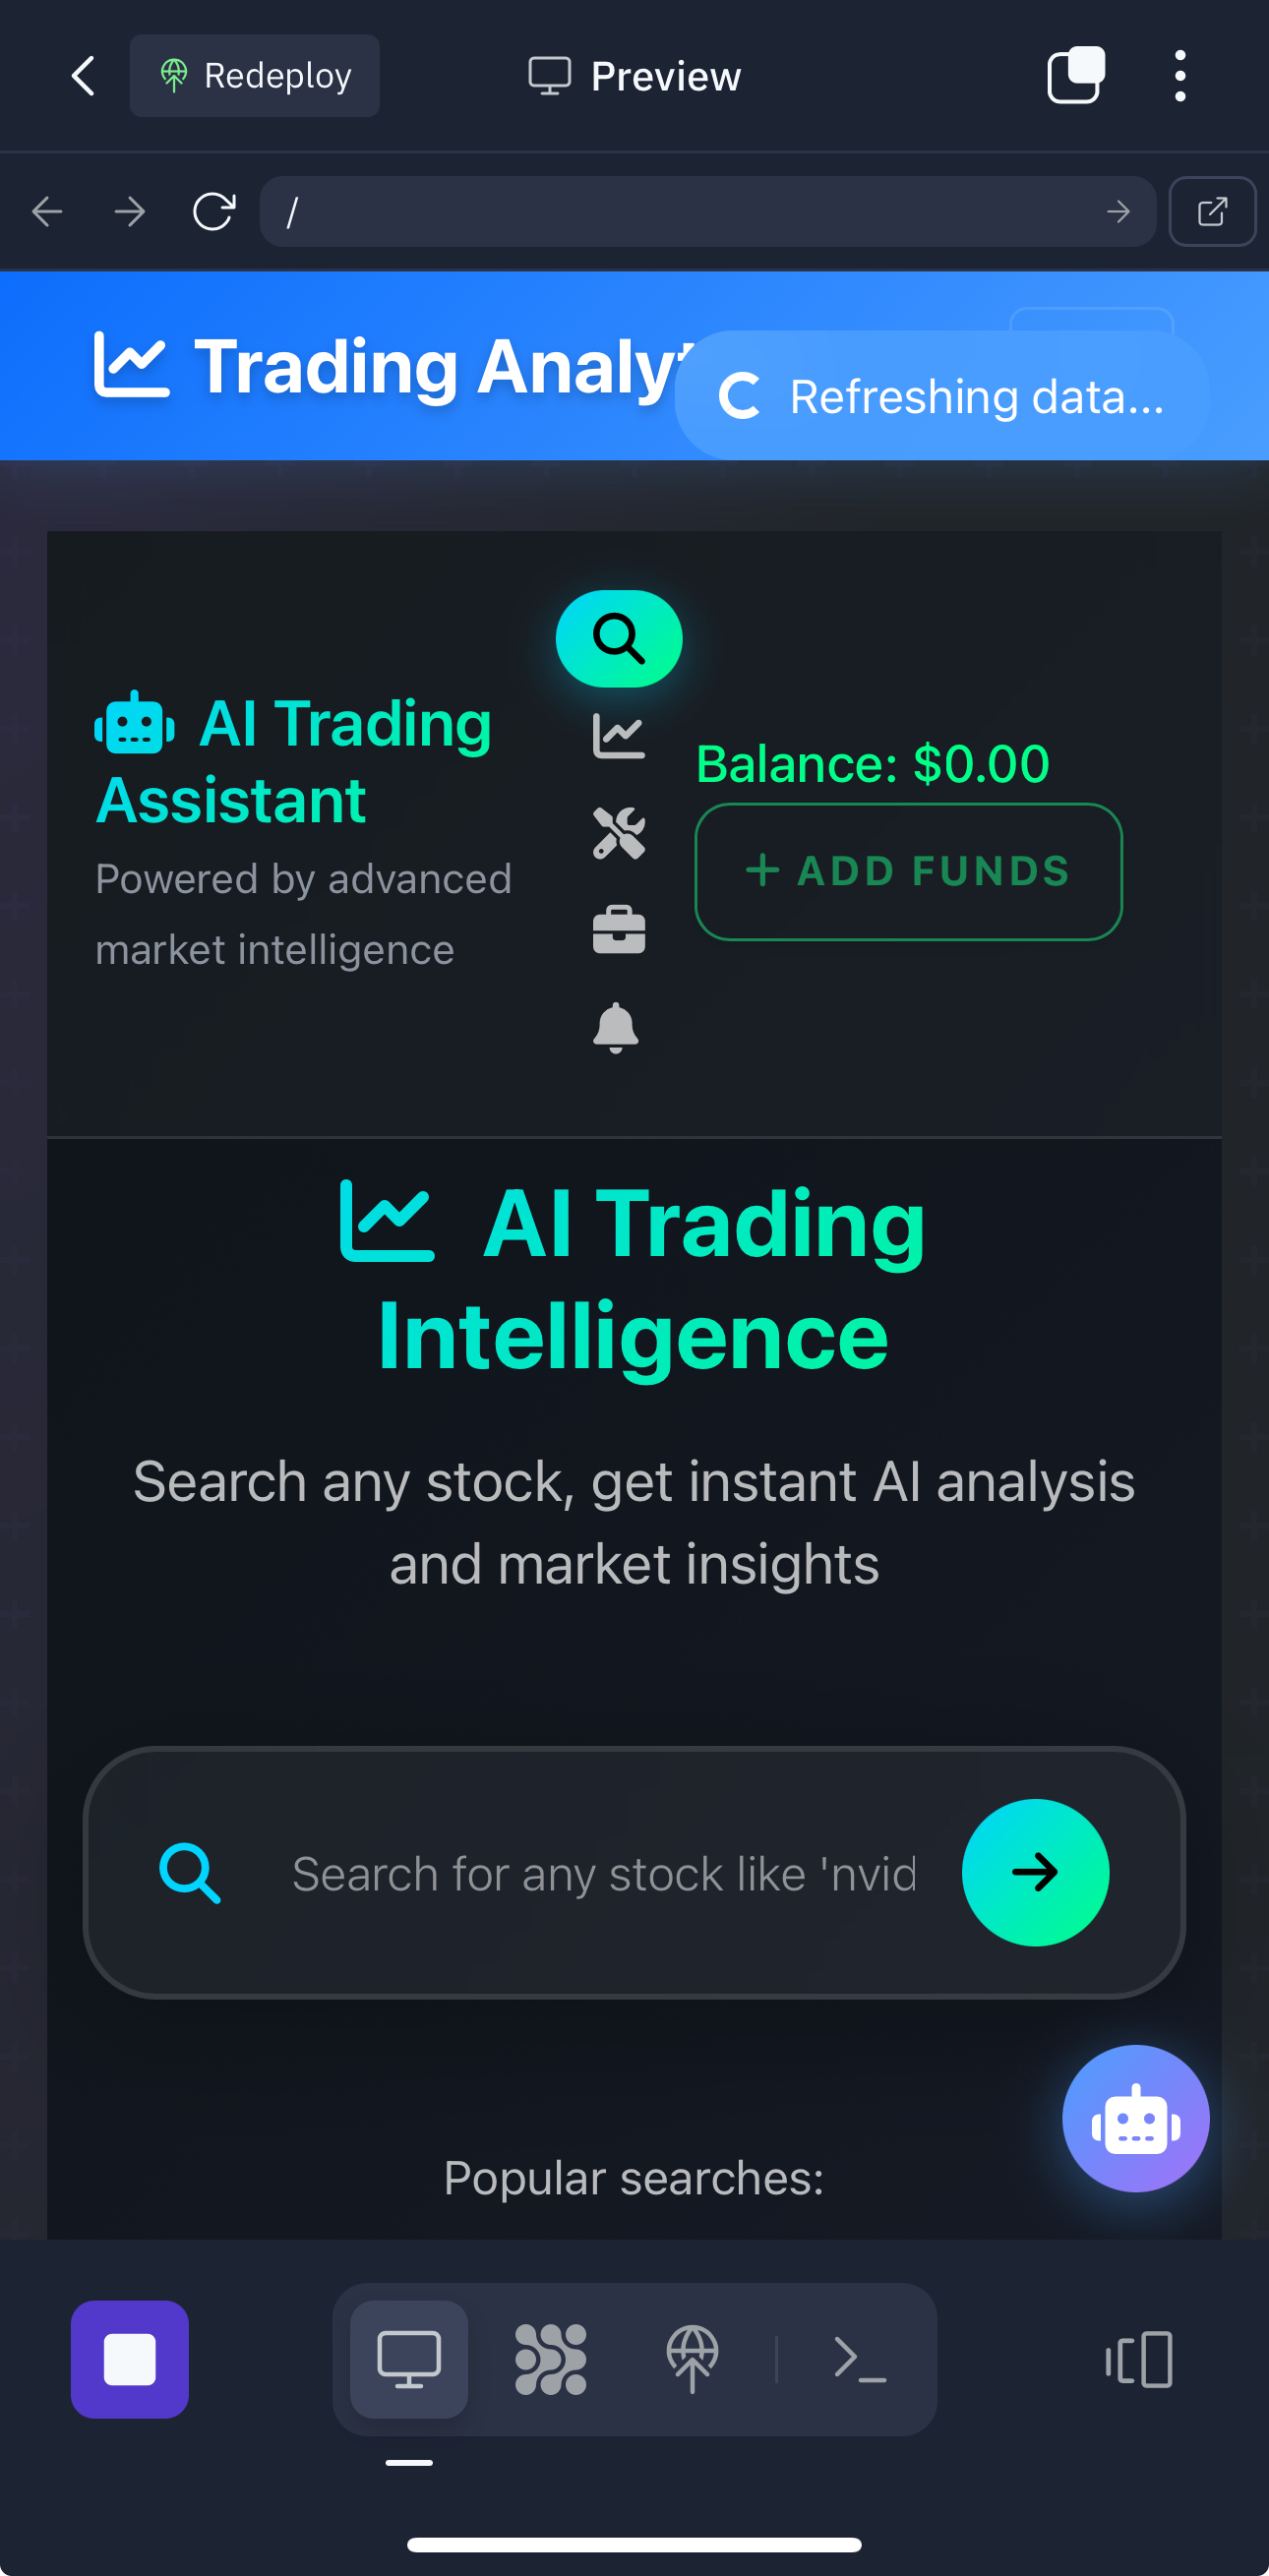 Redeploy
Preview
/
Trading Analyt
Refreshing data...
AI Trading
Assistant
Powered by advanced
market intelligence
Balance: $0.00
+ ADD FUNDS
AI Trading
Intelligence
Search any stock, get instant AI analysis
and market insights
Search for any stock like 'nvid
Popular searches: